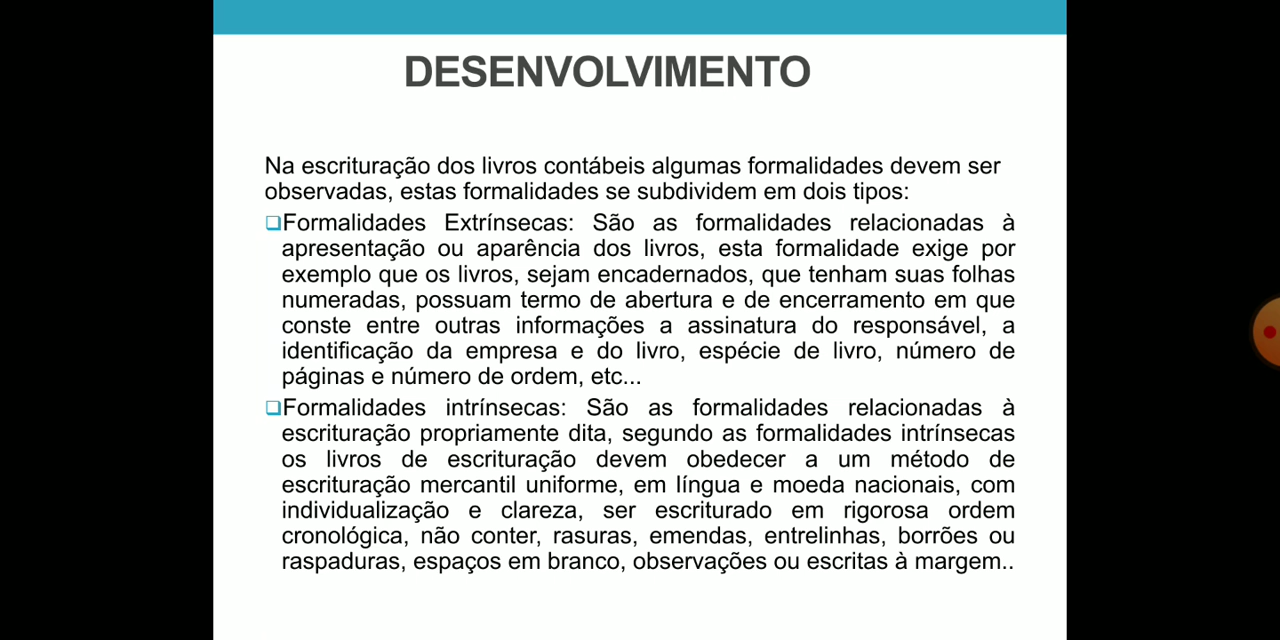 DESENVOLVIMENTO
Na escrituração dos livros contábeis algumas formalidades devem ser
observadas, estas formalidades se subdividem em dois tipos:
❑Formalidades Extrínsecas: São as formalidades relacionadas à
apresentação ou aparência dos livros, esta formalidade exige por
exemplo que os livros, sejam encadernados, que tenham suas folhas
numeradas, possuam termo de abertura e de encerramento em que
conste entre outras informações a assinatura do responsável, a
identificação da empresa e do livro, espécie de livro, número de
páginas e número de ordem, etc...
❑Formalidades intrínsecas: São as formalidades relacionadas à
escrituração propriamente dita, segundo as formalidades intrínsecas
os livros de escrituração devem obedecer a um método de
escrituração mercantil uniforme, em língua e moeda nacionais, com
individualização e clareza, ser escriturado em rigorosa ordem
cronológica, não conter, rasuras, emendas, entrelinhas, borrões ou
raspaduras, espaços em branco, observações ou escritas à margem..